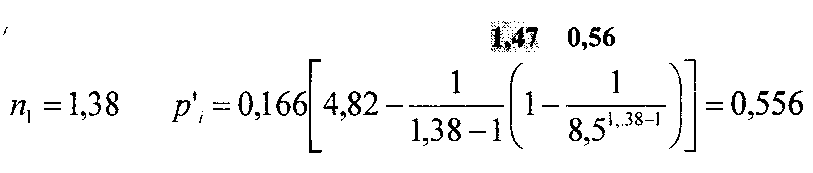 1,47 0,56
n₁ = 1,38 p'ᵢ = 0,166[4,82 − 1/(1,38 − 1)(1 − 1/8,5^(1,.38−1))] = 0,556